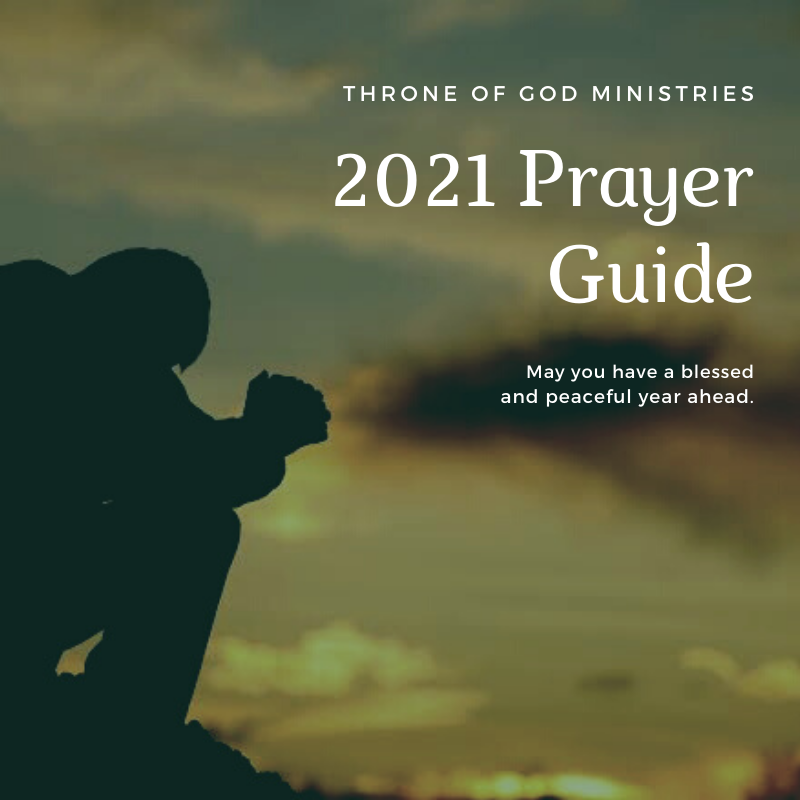 THRONE OF GOD MINISTRIES
2021 Prayer
Guide
May you have a blessed
and peaceful year ahead.